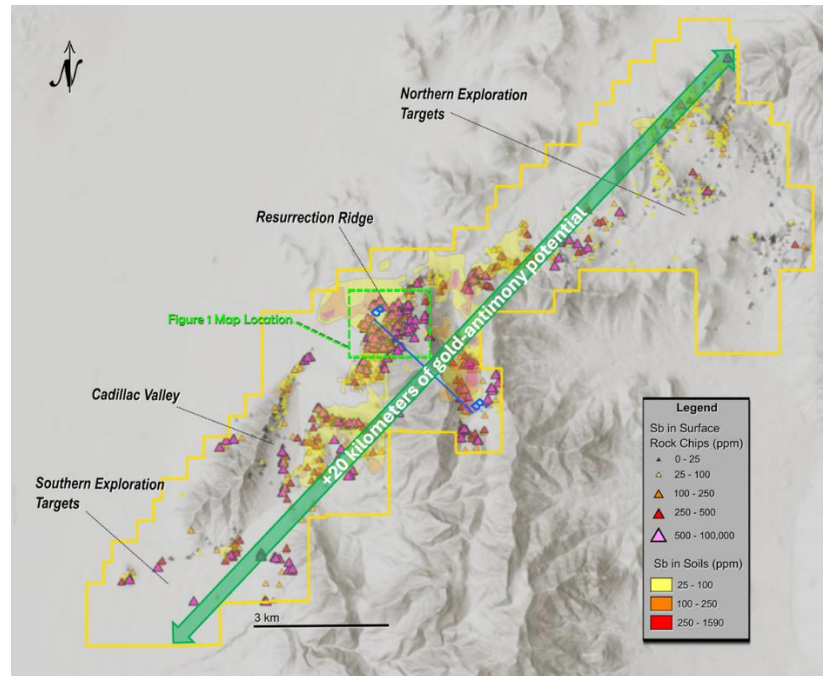 N
Northern Exploration
Targets
Resurrection Ridge
Figure 1 Map Location
+20 kilometers of gold-antimony potential
Cadillac Valley
Southern Exploration
Targets
3 km
Legend
Sb in Surface
Rock Chips (ppm)
0 - 25
25 - 100
100 - 250
250 - 500
500 - 100,000
Sb in Soils (ppm)
25 - 100
100 - 250
250 - 1590